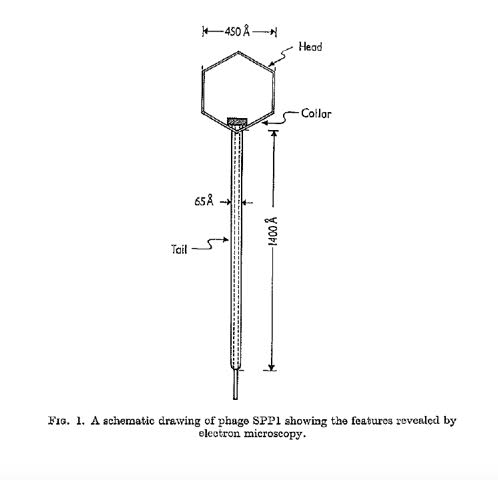 450 Å
Head
Collar
65 Å
Tail
1400 Å
FIG. 1. A schematic drawing of phage SPP1 showing the features revealed by
electron microscopy.